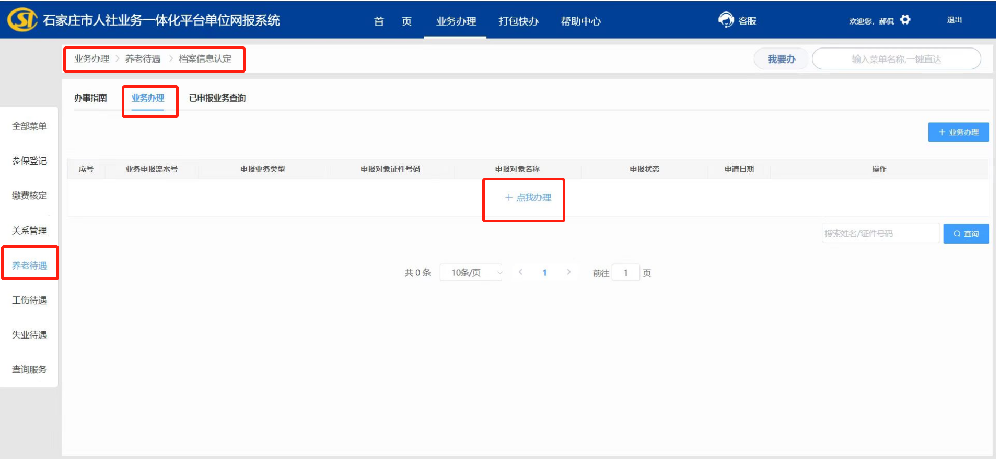 石家庄市人社业务一体化平台单位网报系统
首 页 业务办理 打包快办 帮助中心
客服
欢迎您，郝侃
退出
业务办理 > 养老待遇 > 档案信息认定
我要办
输入菜单名称,一键直达
办事指南 业务办理 已申报业务查询
+ 业务办理
全部菜单
参保登记
缴费核定
关系管理
养老待遇
工伤待遇
失业待遇
查询服务
序号 业务申报流水号 申报业务类型 申报对象证件号码 申报对象名称 申报状态 申请日期 操作
+ 点我办理
搜索姓名/证件号码
查询
共 0 条 10条/页 < 1 > 前往 1 页